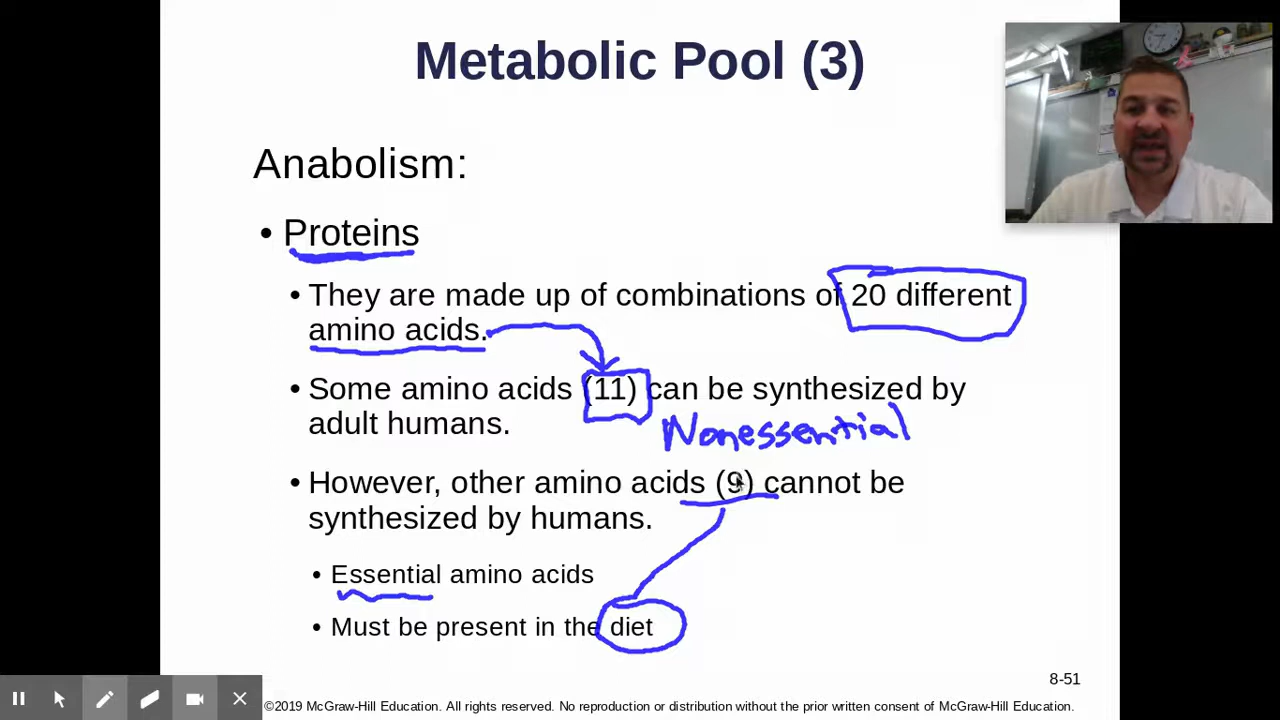 Metabolic Pool (3)
Anabolism:
• Proteins
• They are made up of combinations of 20 different
amino acids.
• Some amino acids (11) can be synthesized by
adult humans.
Nonessential
• However, other amino acids (9) cannot be
synthesized by humans.
• Essential amino acids
• Must be present in the diet
8-51
©2019 McGraw-Hill Education. All rights reserved. No reproduction or distribution without the prior written consent of McGraw-Hill Education.